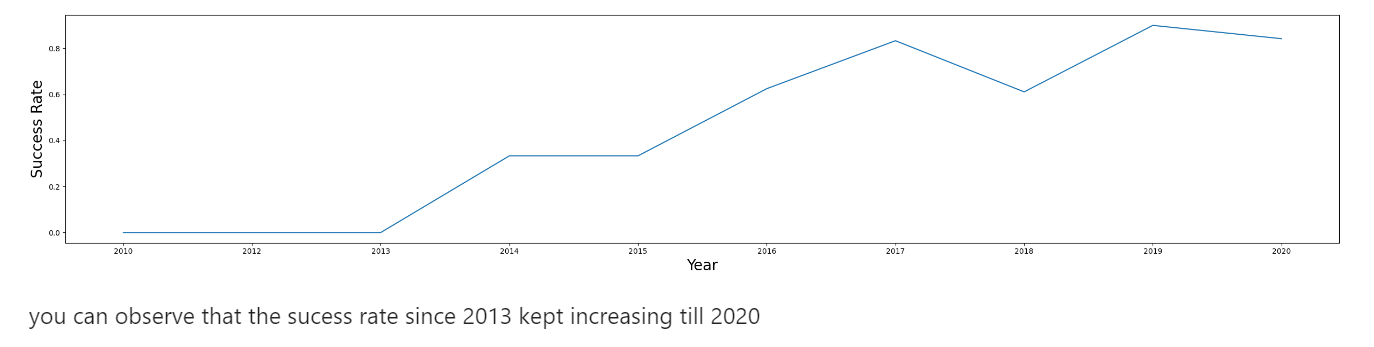 0.8
0.6
0.4
0.2
0.0
Success Rate
2010 2012 2013 2014 2015 2016 2017 2018 2019 2020
Year
you can observe that the sucess rate since 2013 kept increasing till 2020